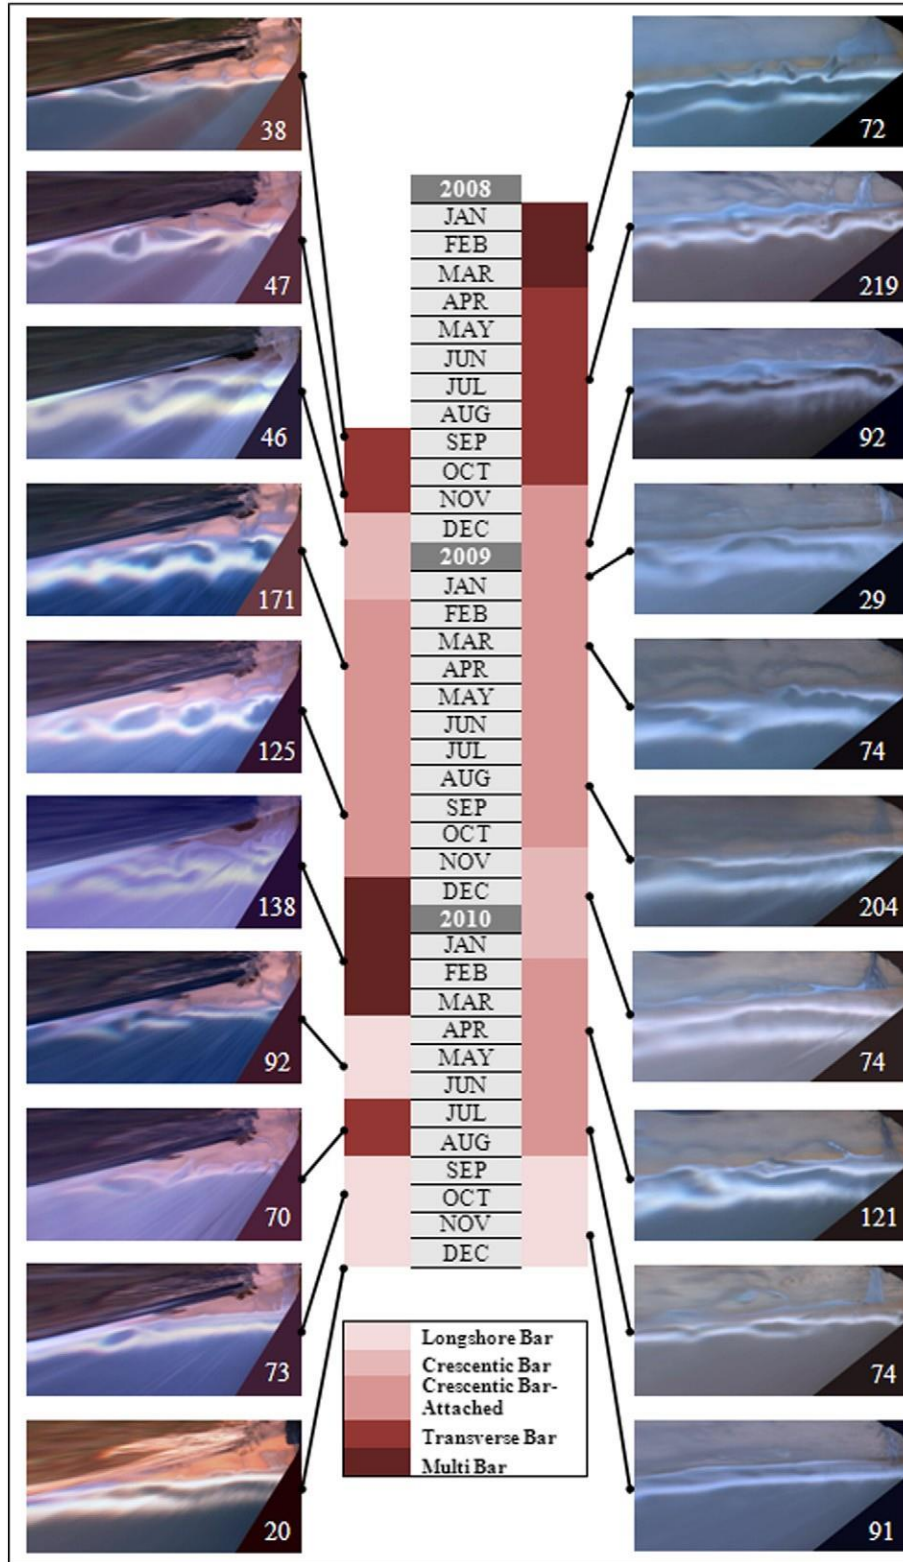 38
47
46
171
125
138
92
70
73
20
2008
JAN
FEB
MAR
APR
MAY
JUN
JUL
AUG
SEP
OCT
NOV
DEC
2009
JAN
FEB
MAR
APR
MAY
JUN
JUL
AUG
SEP
OCT
NOV
DEC
2010
JAN
FEB
MAR
APR
MAY
JUN
JUL
AUG
SEP
OCT
NOV
DEC
Longshore Bar
Crescentic Bar
Crescentic Bar-
Attached
Transverse Bar
Multi Bar
72
219
92
29
74
204
74
121
74
91